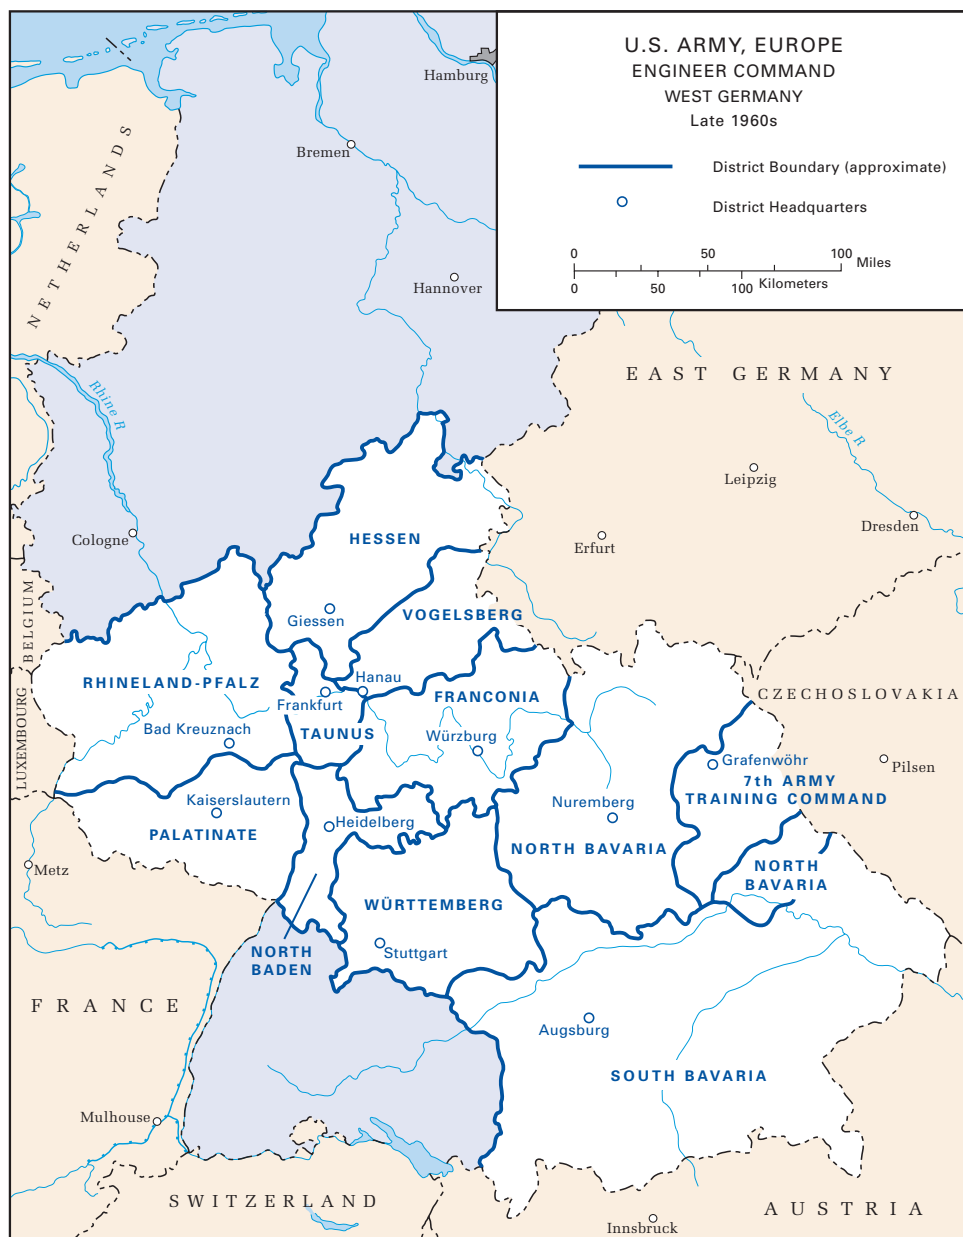 U.S. ARMY, EUROPE
ENGINEER COMMAND
WEST GERMANY
Late 1960s
District Boundary (approximate)
District Headquarters
0 50 100 Miles
0 50 100 Kilometers
Hamburg
Bremen
NETHERLANDS
Hannover
Rhine R
EAST GERMANY
Elbe R
Leipzig
Dresden
Cologne
Erfurt
HESSEN
BELGIUM
Giessen
VOGELSBERG
LUXEMBOURG
RHINELAND-PFALZ
Hanau
Frankfurt
FRANCONIA
CZECHOSLOVAKIA
Bad Kreuznach
TAUNUS
Würzburg
Grafenwöhr
Pilsen
7th ARMY
TRAINING COMMAND
Kaiserslautern
Nuremberg
PALATINATE
Heidelberg
NORTH BAVARIA
Metz
NORTH
BAVARIA
WÜRTTEMBERG
NORTH
BADEN
Stuttgart
FRANCE
Augsburg
SOUTH BAVARIA
Mulhouse
SWITZERLAND
AUSTRIA
Innsbruck